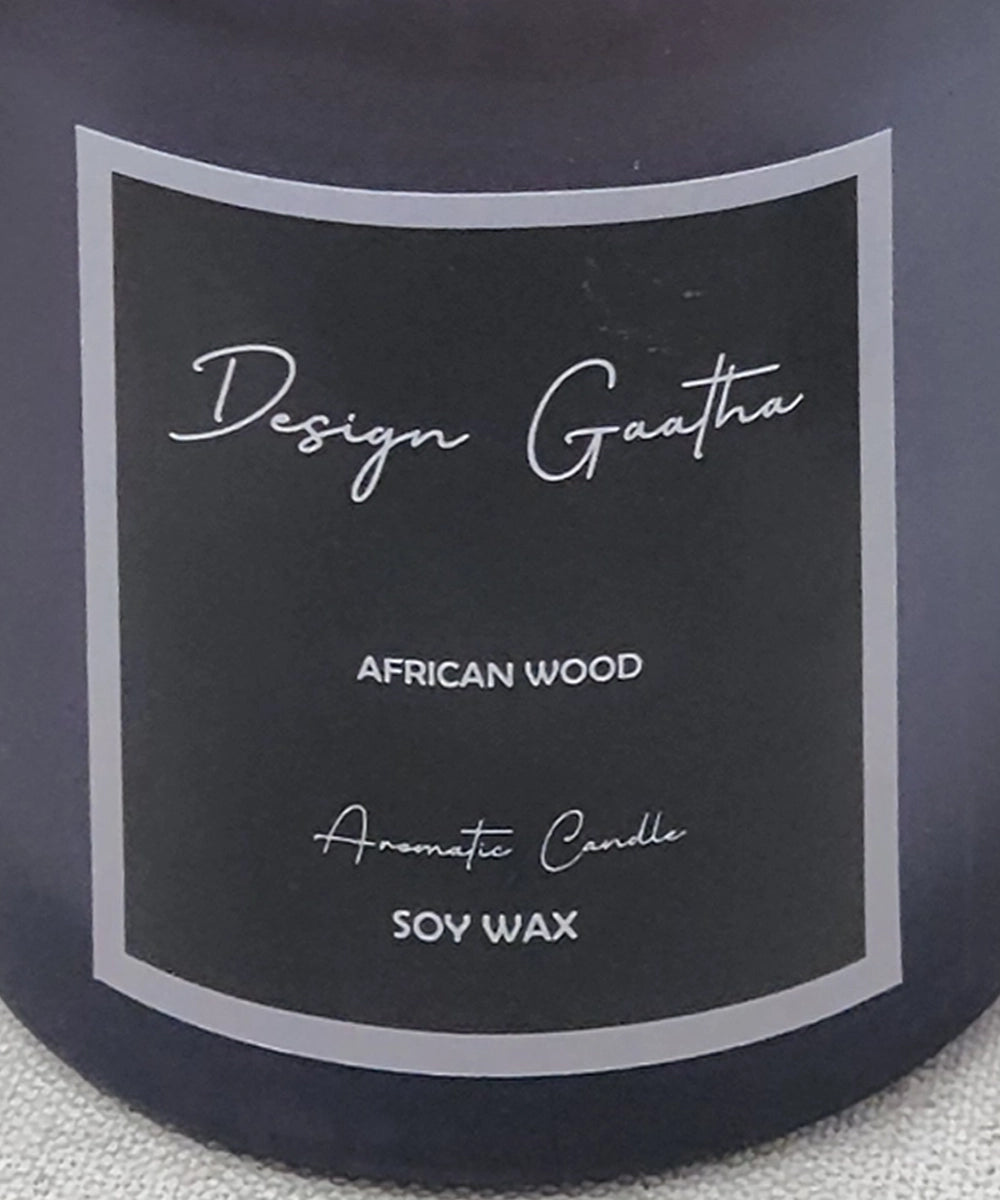 Design Gaatha
AFRICAN WOOD
Aromatic Candle
SOY WAX